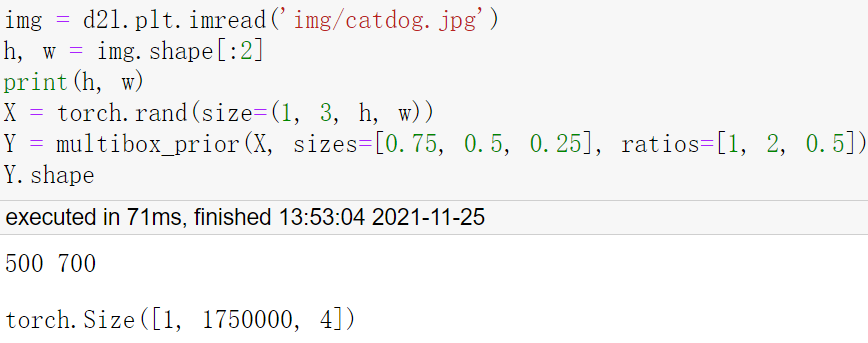 img = d2l.plt.imread('img/catdog.jpg')
h, w = img.shape[:2]
print(h, w)
X = torch.rand(size=(1, 3, h, w))
Y = multibox_prior(X, sizes=[0.75, 0.5, 0.25], ratios=[1, 2, 0.5])
Y.shape
executed in 71ms, finished 13:53:04 2021-11-25
500 700
torch.Size([1, 1750000, 4])